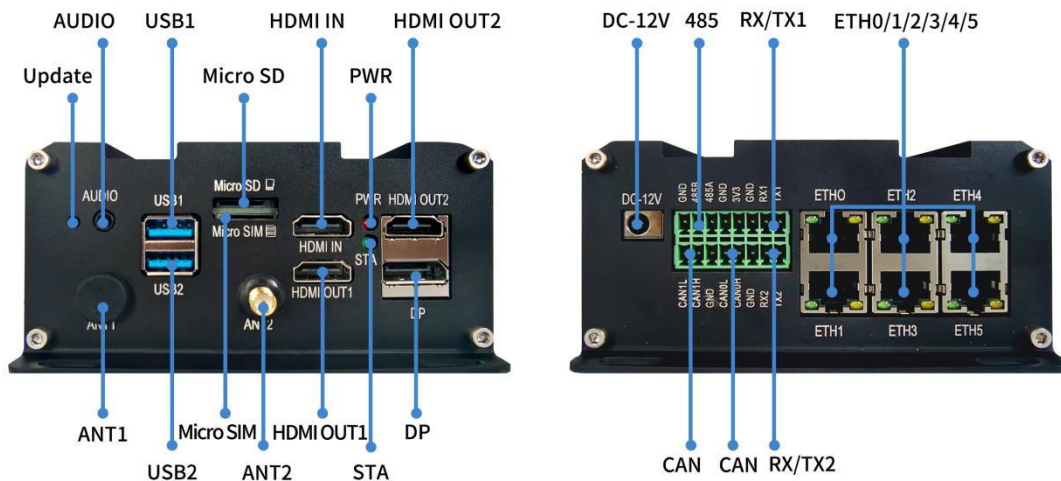 AUDIO USB1 HDMI IN HDMI OUT2
Update Micro SD PWR
AUDIO
USB1
Micro SD
Micro SIM
PWR
HDMI OUT2
HDMI IN
STA
USB2
HDMI OUT1
ANT1
ANT2
DP
ANT1 Micro SIM HDMI OUT1 DP
USB2 ANT2 STA
DC-12V 485 RX/TX1 ETH0/1/2/3/4/5
DC-12V
GND 485B 485A GND 3V3 GND RX1 TX1
ETH0 ETH2 ETH4
CAN1L CAN1H GND CAN0L CAN0H GND RX2 TX2
ETH1 ETH3 ETH5
CAN CAN RX/TX2